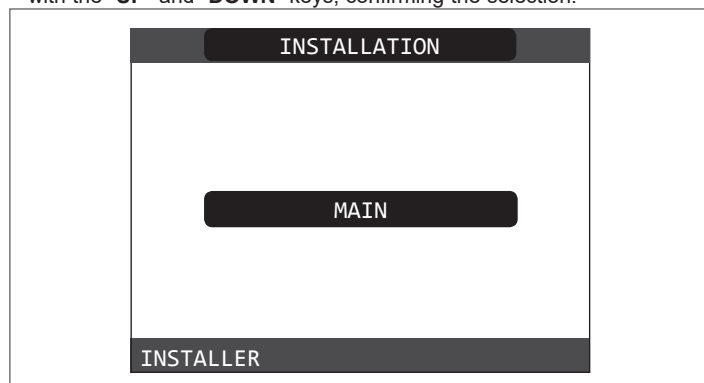 with the "UP" and "DOWN" keys, confirming the selection.
INSTALLATION
MAIN
INSTALLER